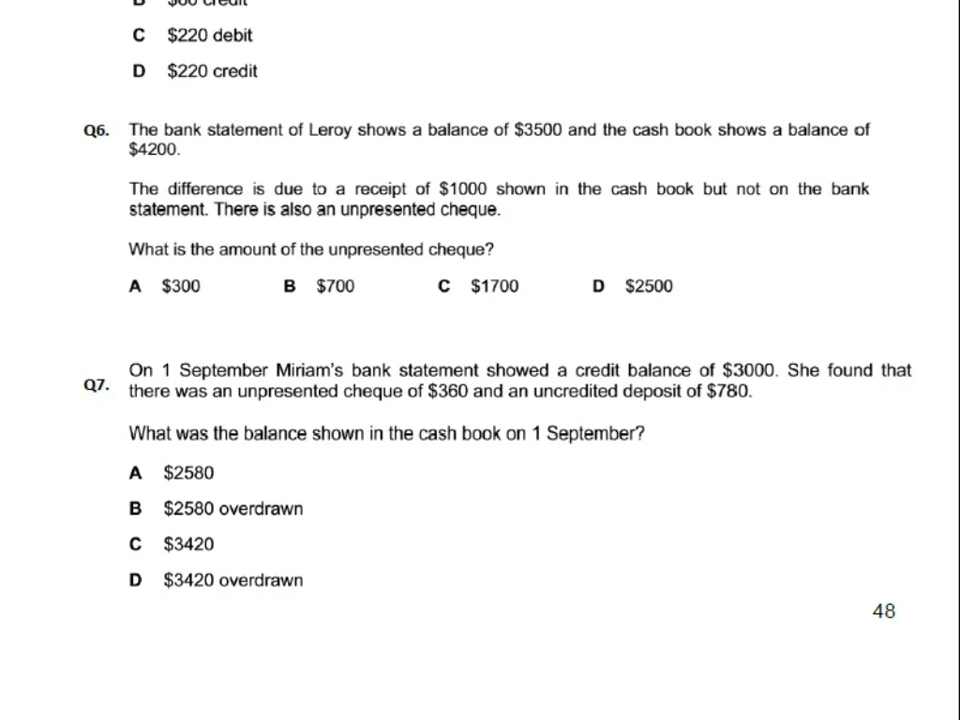 B $60 credit
C $220 debit
D $220 credit
Q6. The bank statement of Leroy shows a balance of $3500 and the cash book shows a balance of
$4200.
The difference is due to a receipt of $1000 shown in the cash book but not on the bank
statement. There is also an unpresented cheque.
What is the amount of the unpresented cheque?
A $300 B $700 C $1700 D $2500
On 1 September Miriam's bank statement showed a credit balance of $3000. She found that
Q7. there was an unpresented cheque of $360 and an uncredited deposit of $780.
What was the balance shown in the cash book on 1 September?
A $2580
B $2580 overdrawn
C $3420
D $3420 overdrawn
48